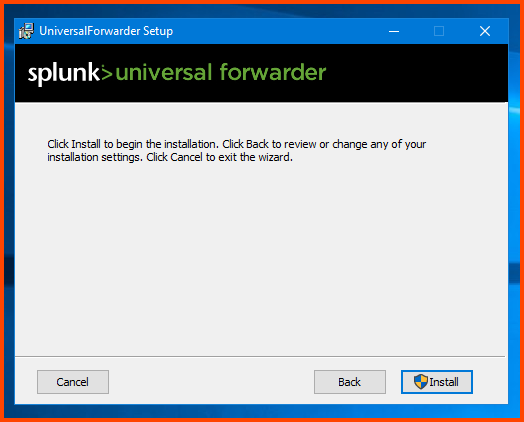 UniversalForwarder Setup
splunk>universal forwarder
Click Install to begin the installation. Click Back to review or change any of your
installation settings. Click Cancel to exit the wizard.
Cancel
Back
Install